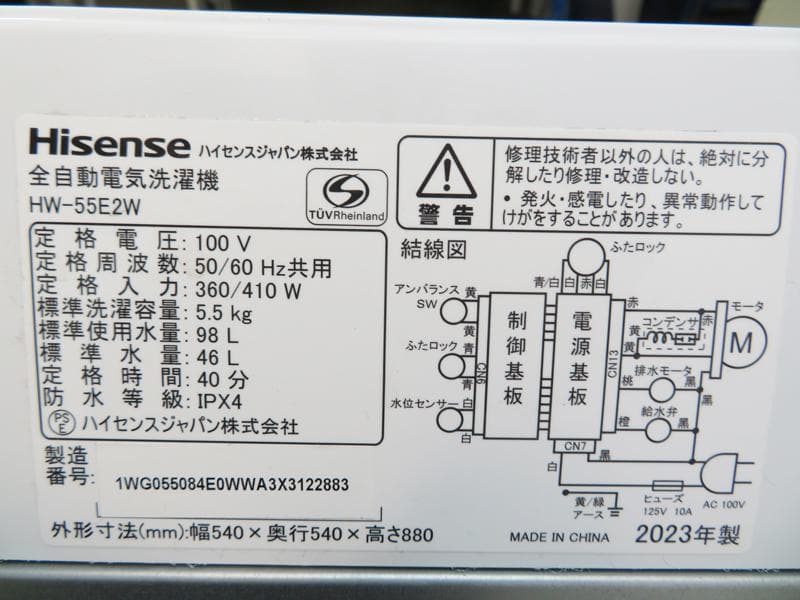 Hisense ハイセンスジャパン株式会社
全自動電気洗濯機
HW-55E2W
TÜVRheinland
警告
修理技術者以外の人は、絶対に分
解したり修理・改造しない。
・発火・感電したり、異常動作して
けがをすることがあります。
定格電圧:100 V
定格周波数:50/60 Hz共用
定格入力:360/410 W
標準洗濯容量:5.5 kg
標準使用水量:98 L
標準水量:46 L
定格時間:40 分
防水等級:IPX4
PS
E
ハイセンスジャパン株式会社
製造
番号:
1WG055084E0WWA3X3122883
外形寸法(mm):幅540×奥行540×高さ880
結線図
ふたロック
青/白 白 赤 白
アンバランス
SW
黄
黄
ふたロック
青
青
水位センサー
白
白
CN6
制御基板
電源基板
CN13
CN7
赤
モータ
コンデンサ
赤
黄
黄
M
桃
排水モータ
黒
橙
給水弁
黒
黒
黒
白
黄/緑
アース
ヒューズ
125V 10A
AC 100V
MADE IN CHINA
2023年製